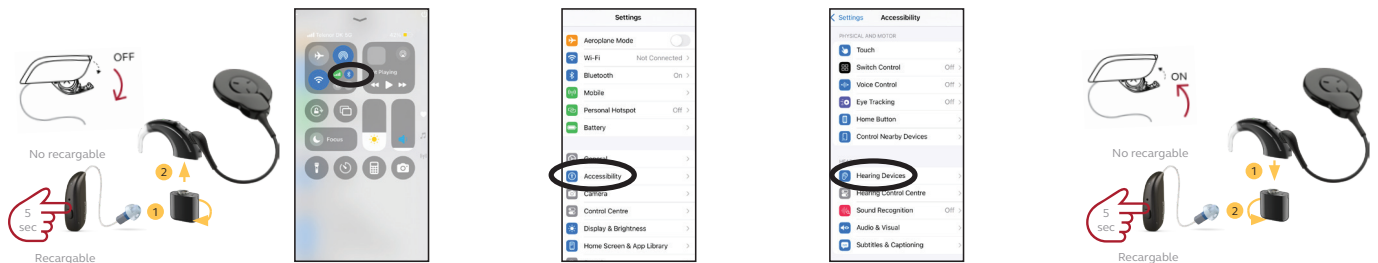 OFF
No recargable
2
1
5
sec
Recargable
Playing
Focus
Settings
Aeroplane Mode
Wi-Fi Not Connected
Bluetooth On
Mobile
Personal Hotspot Off
Battery
General
Accessibility
Camera
Control Centre
Display & Brightness
Home Screen & App Library
Settings Accessibility
PHYSICAL AND MOTOR
Touch
Switch Control Off
Voice Control Off
Eye Tracking Off
Home Button
Control Nearby Devices
Hearing Devices
Hearing Control Centre
Sound Recognition Off
Audio & Visual
Subtitles & Captioning
ON
No recargable
1
2
5
sec
Recargable